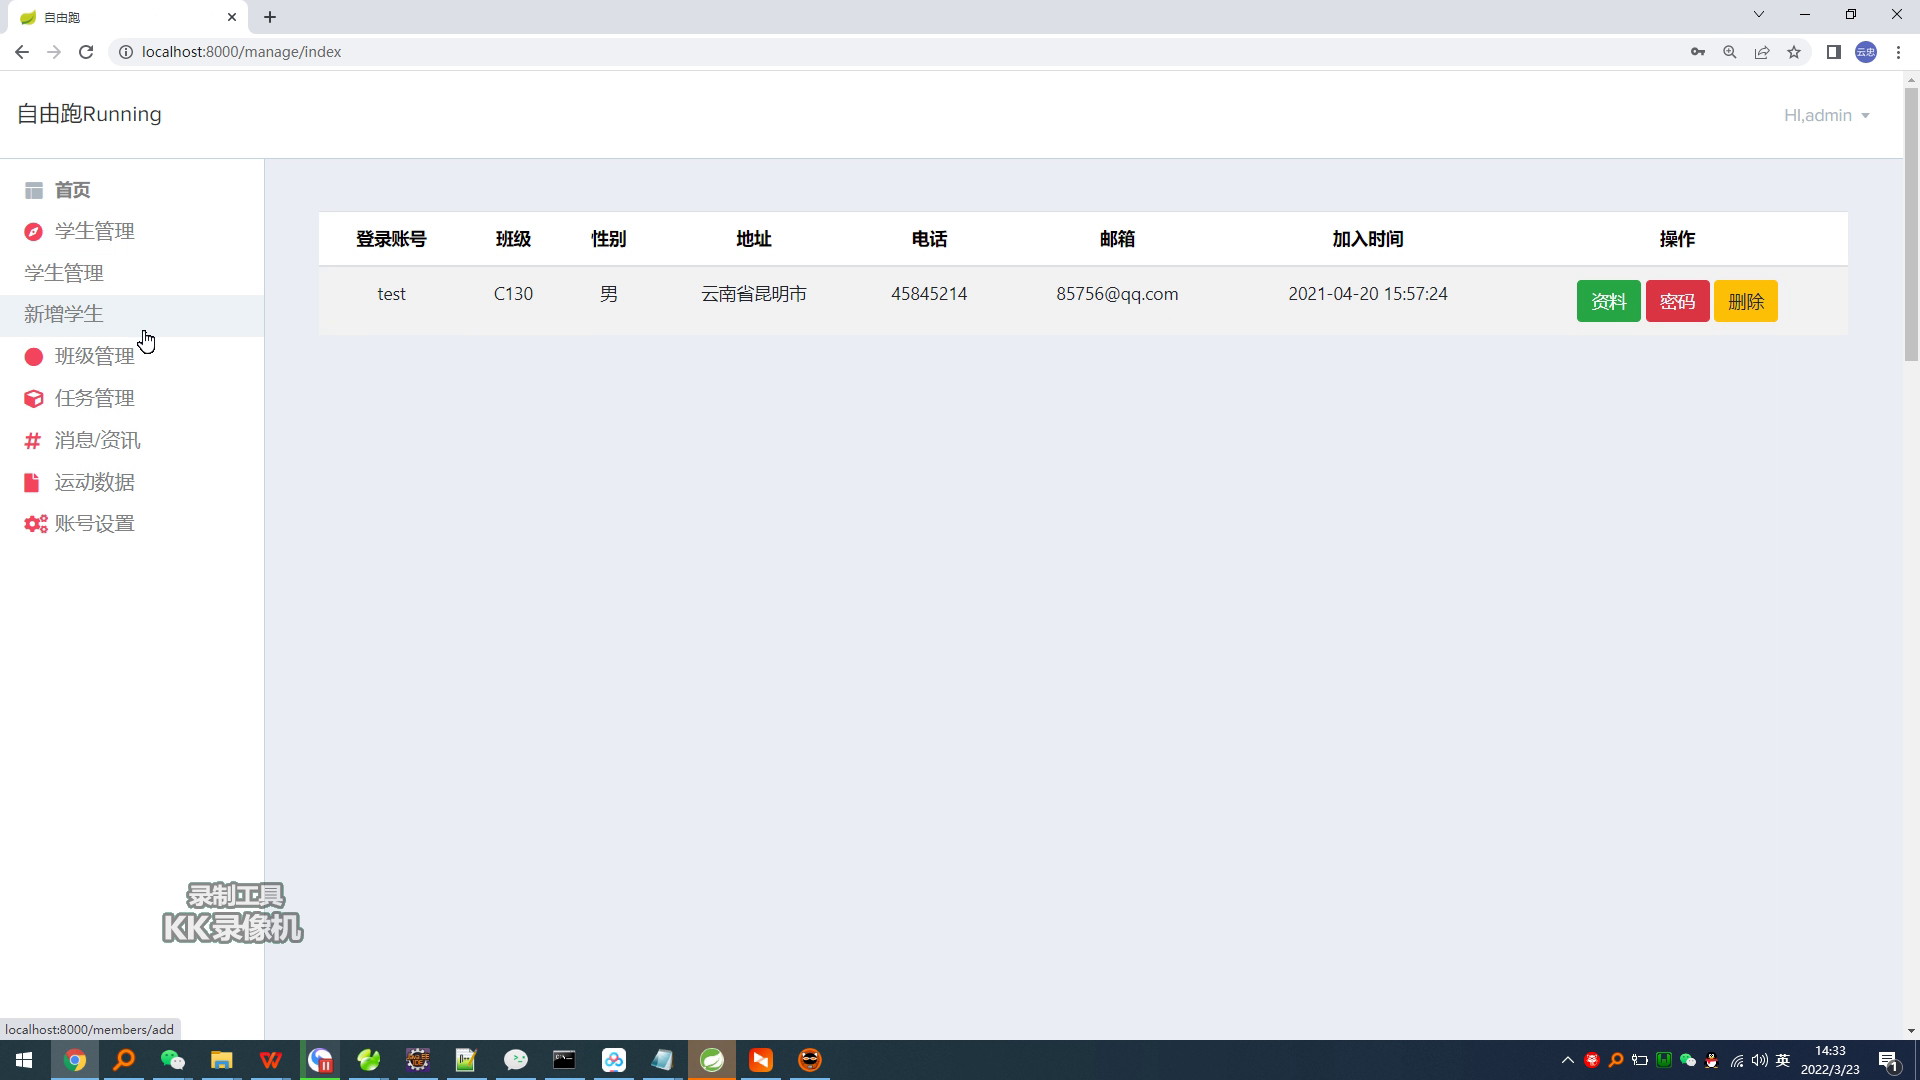 自由跑
localhost:8000/manage/index
云忠
自由跑Running
HI,admin
首页
学生管理
学生管理
新增学生
班级管理
任务管理
消息/资讯
运动数据
账号设置
登录账号 班级 性别 地址 电话 邮箱 加入时间 操作
test C130 男 云南省昆明市 45845214 85756@qq.com 2021-04-20 15:57:24 资料 密码 删除
录制工具
KK录像机
localhost:8000/members/add
英
14:33
2022/3/23
1